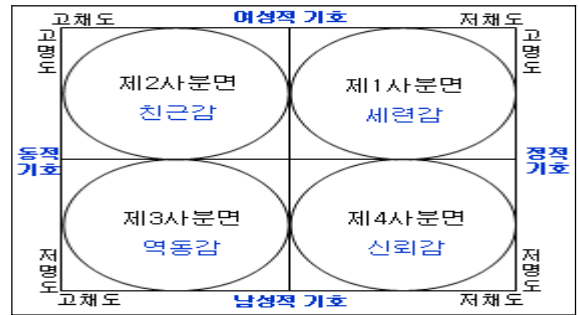 고채도 여성적 기호 저채도
고명도 고명도
제2사분면 제1사분면
친근감 세련감
동적 기호 정적 기호
제3사분면 제4사분면
역동감 신뢰감
저명도 저명도
고채도 남성적 기호 저채도